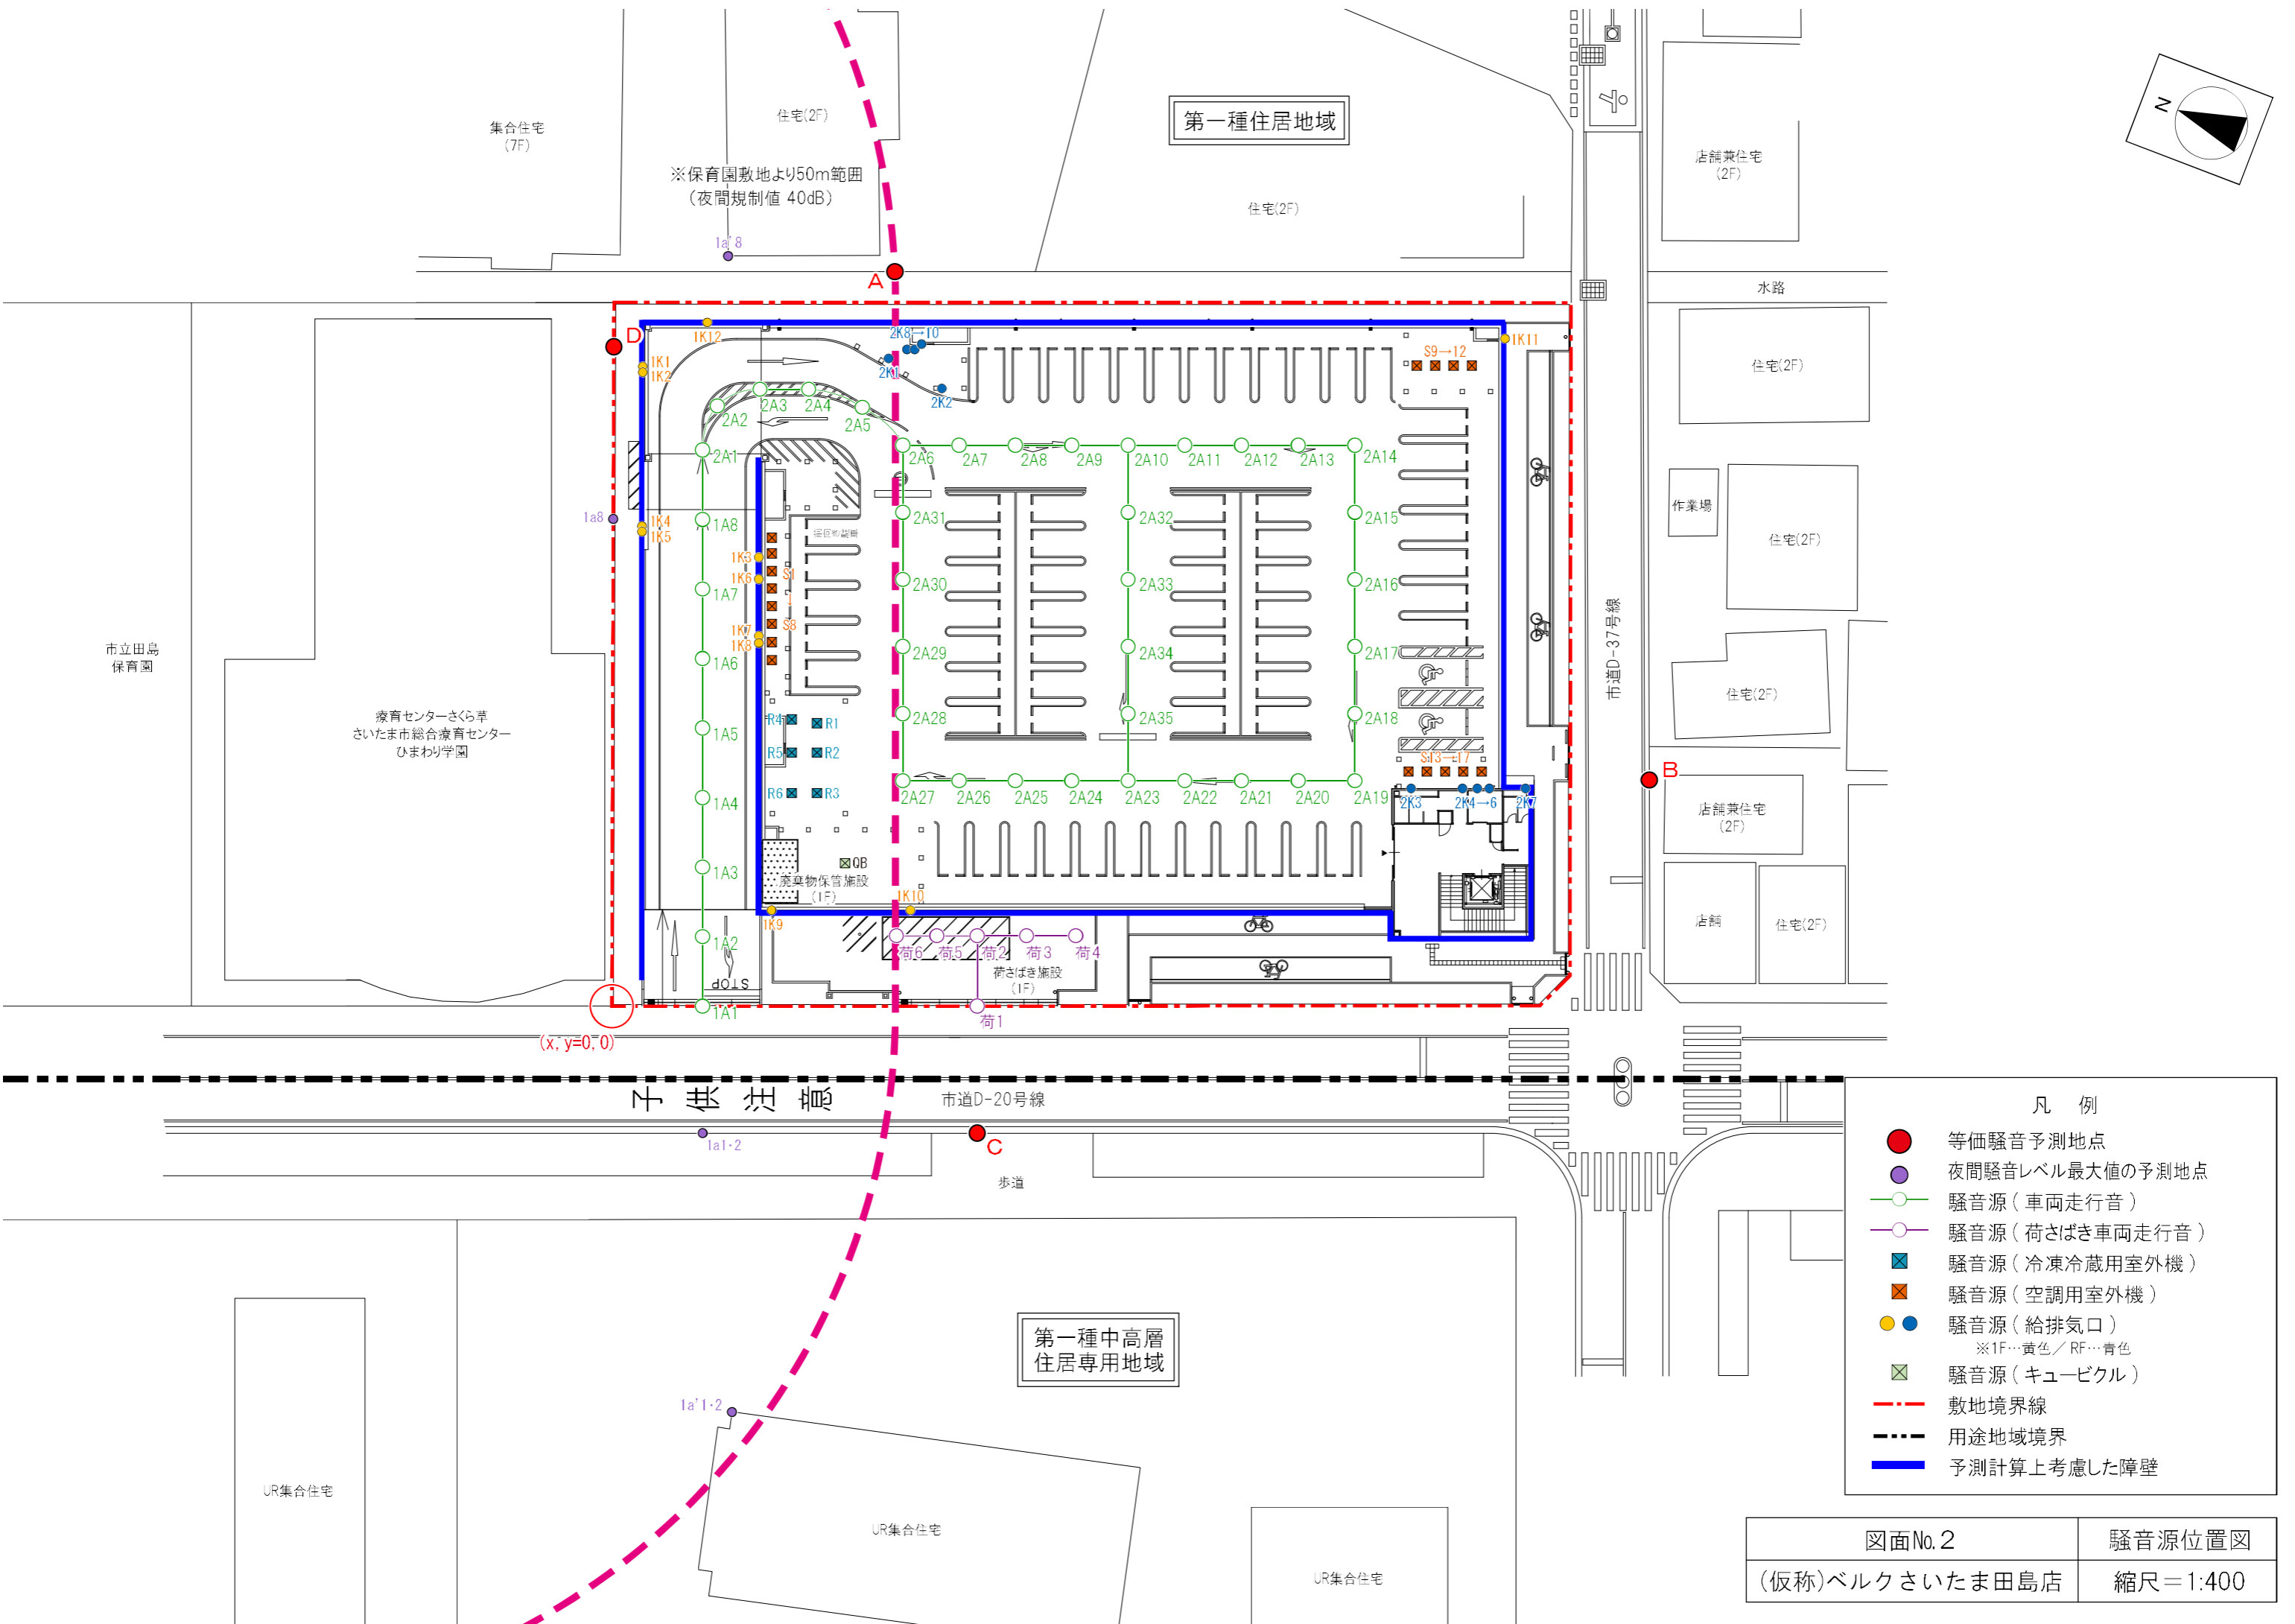 集合住宅
(7F)
住宅(2F)
第一種住居地域
店舗兼住宅
(2F)
N
※保育園敷地より50m範囲
(夜間規制値 40dB)
住宅(2F)
1a'8
A
水路
D
1K12
2K8→10
1K11
1K1
1K2
2K1
2K2
S9→12
住宅(2F)
2A2
2A3
2A4
2A5
2A1
2A6
2A7
2A8
2A9
2A10
2A11
2A12
2A13
2A14
1a8
1K4
1K5
1A8
2A31
2A32
2A15
作業場
住宅(2F)
1K3
1K6
S1
S8
1A7
2A30
2A33
2A16
1K7
1K8
市道D-37号線
市立田島
保育園
1A6
2A29
2A34
2A17
住宅(2F)
療育センターさくら草
さいたま市総合療育センター
ひまわり学園
R4
R1
1A5
2A28
2A35
2A18
R5
R2
S13→17
B
R6
R3
1A4
2A27
2A26
2A25
2A24
2A23
2A22
2A21
2A20
2A19
2K3
2K4→6
2K7
店舗兼住宅
(2F)
QB
1A3
廃棄物保管施設
(1F)
1K9
1K10
店舗
住宅(2F)
1A2
荷6
荷5
荷2
荷3
荷4
荷さばき施設
(1F)
STOP
1A1
荷1
(x, y=0, 0)
子供注意
市道D-20号線
1a1･2
C
歩道
第一種中高層
住居専用地域
1a'1･2
UR集合住宅
UR集合住宅
UR集合住宅
凡 例
等価騒音予測地点
夜間騒音レベル最大値の予測地点
騒音源(車両走行音)
騒音源(荷さばき車両走行音)
騒音源(冷凍冷蔵用室外機)
騒音源(空調用室外機)
騒音源(給排気口)
※1F…黄色／RF…青色
騒音源(キュービクル)
敷地境界線
用途地域境界
予測計算上考慮した障壁
図面No.2
騒音源位置図
(仮称)ベルクさいたま田島店
縮尺＝1:400